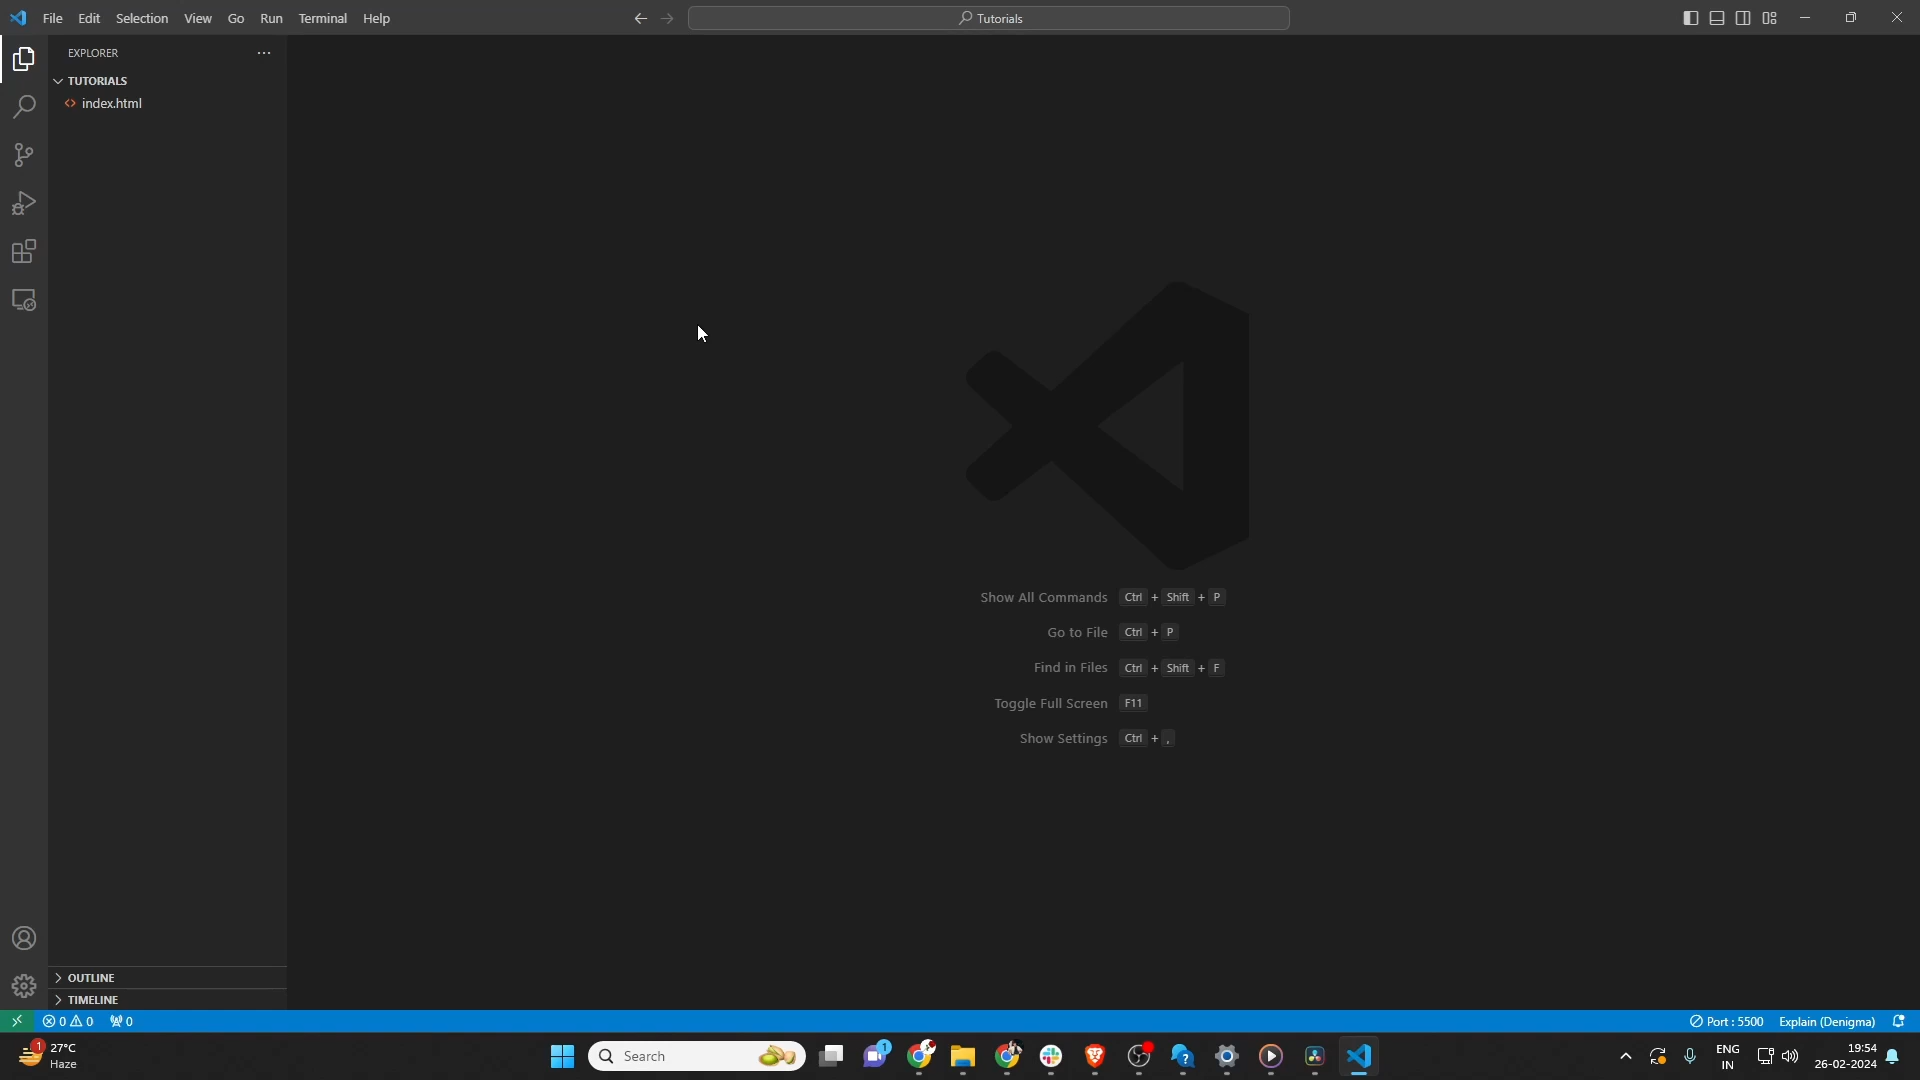 File Edit Selection View Go Run Terminal Help
Tutorials
EXPLORER
TUTORIALS
<> index.html
Show All Commands Ctrl + Shift + P
Go to File Ctrl + P
Find in Files Ctrl + Shift + F
Toggle Full Screen F11
Show Settings Ctrl + ,
OUTLINE
TIMELINE
0 0 0
Port : 5500 Explain (Denigma)
1 27°C
Haze
Search
1
ENG
IN
19:54
26-02-2024